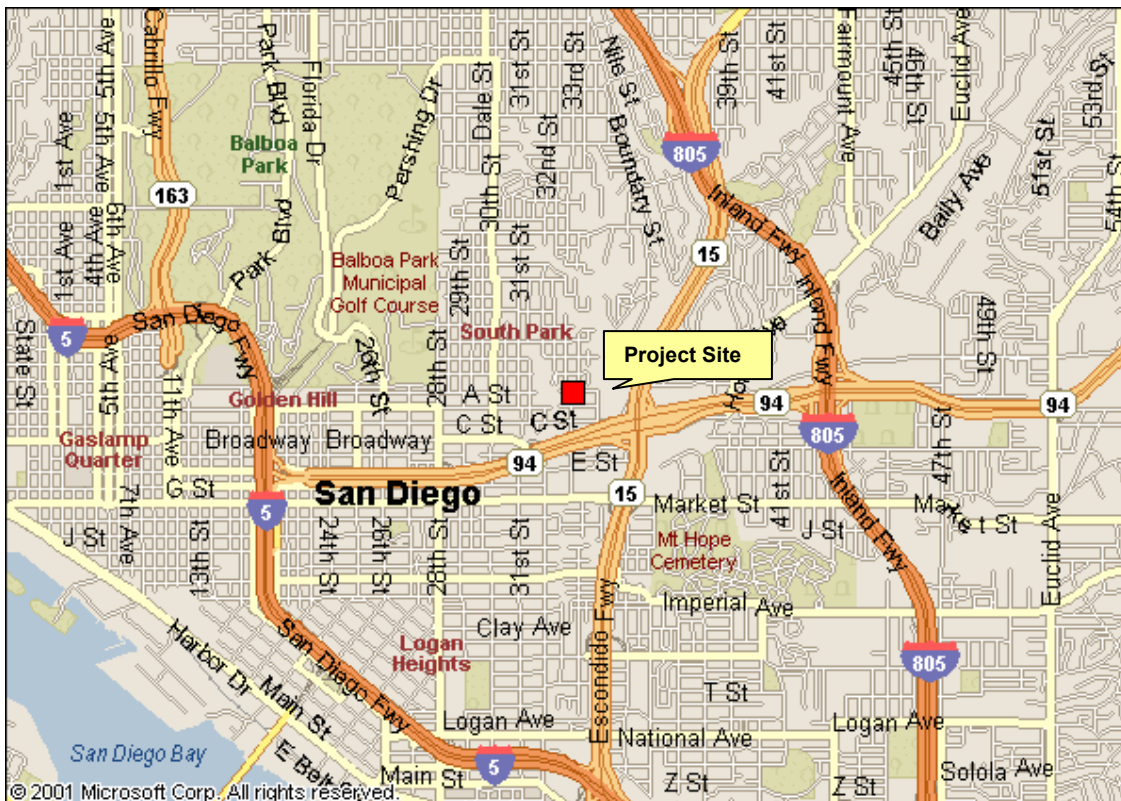 Cabrillo Fwy
5th Ave
5th Ave
1st Ave
1st Ave
4th Ave
6th Ave
163
Park Blvd
Florida Dr
Balboa
Park
Pershing Dr
Park Blvd
Dale St
30th St
31st St
32nd St
33rd St
Nile St
Boundary St
39th St
41st St
Fairmount Ave
45th St
46th St
Euclid Ave
53rd St
51st St
54th St
805
Inland Fwy
15
Balboa Park
Municipal
Golf Course
29th St
31st St
South Park
28th St
26th St
State St
5
San Diego Fwy
5th Ave
11th Ave
Golden Hill
A St
C St
C St
Project Site
Inland Fwy
49th St
94
94
805
47th St
Gaslamp
Quarter
Broadway
Broadway
94
E St
15
G St
San Diego
5
7th Ave
J St
13th St
24th St
26th St
28th St
31st St
Market St
41st St
J St
Inland Fwy
Market St
Euclid Ave
Mt Hope
Cemetery
Imperial Ave
Clay Ave
Escondido Fwy
Logan
Heights
San Diego Fwy
Harbor Dr
Main St
805
T St
Logan Ave
National Ave
Logan Ave
San Diego Bay
Main St
5
Z St
Z St
Solola Ave
© 2001 Microsoft Corp. All rights reserved.